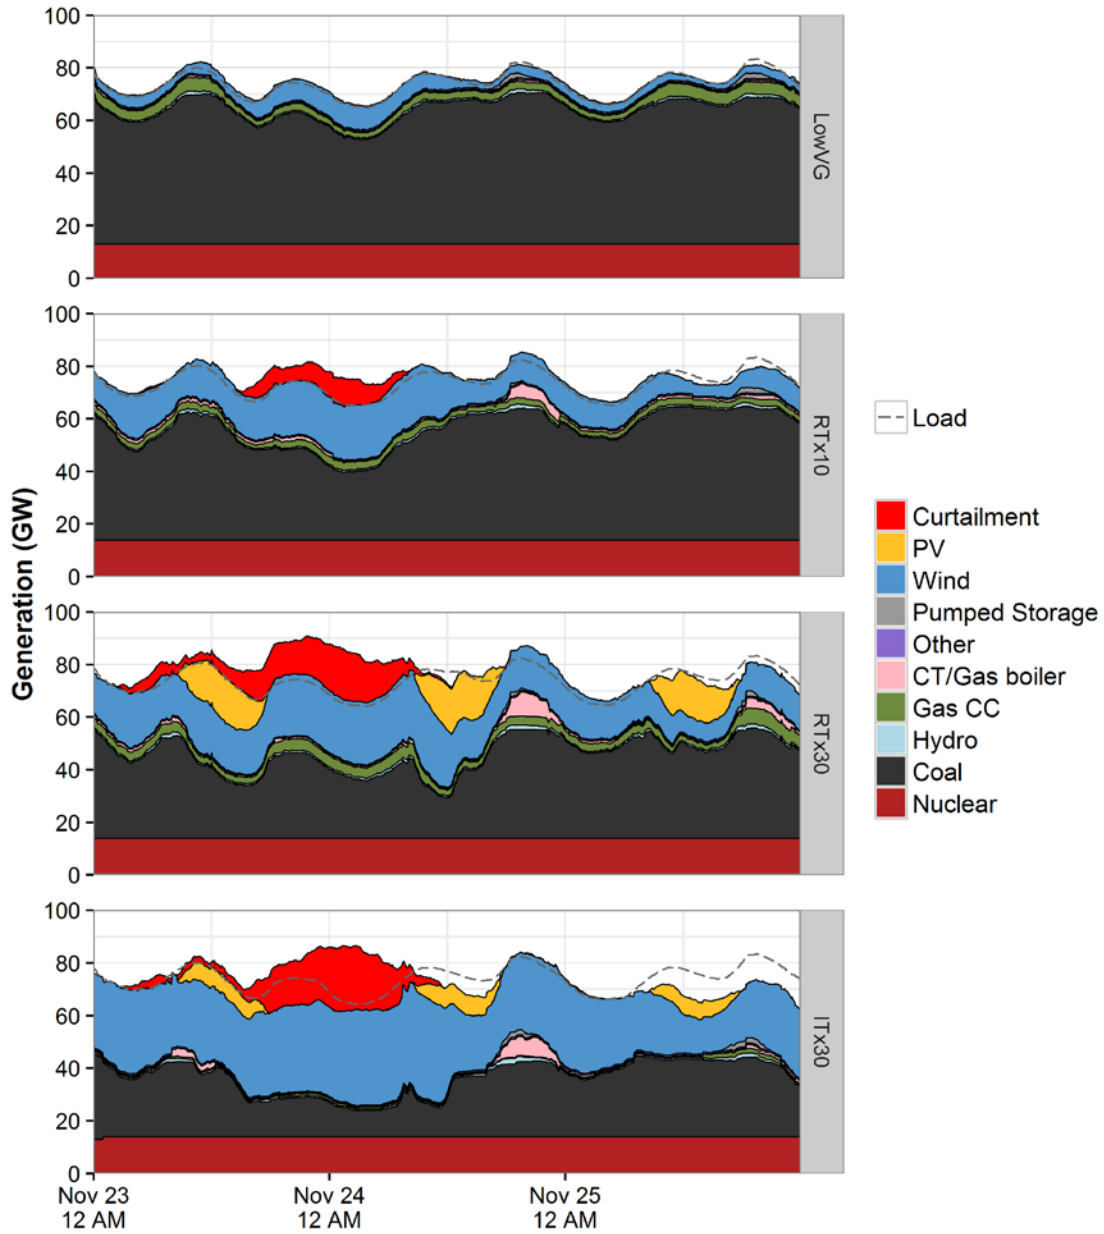 100
80
60
40
20
0
LowVG
100
80
60
40
20
0
RTx10
100
80
60
40
20
0
RTx30
100
80
60
40
20
0
ITx30
Generation (GW)
Nov 23
12 AM
Nov 24
12 AM
Nov 25
12 AM
Load
Curtailment
PV
Wind
Pumped Storage
Other
CT/Gas boiler
Gas CC
Hydro
Coal
Nuclear